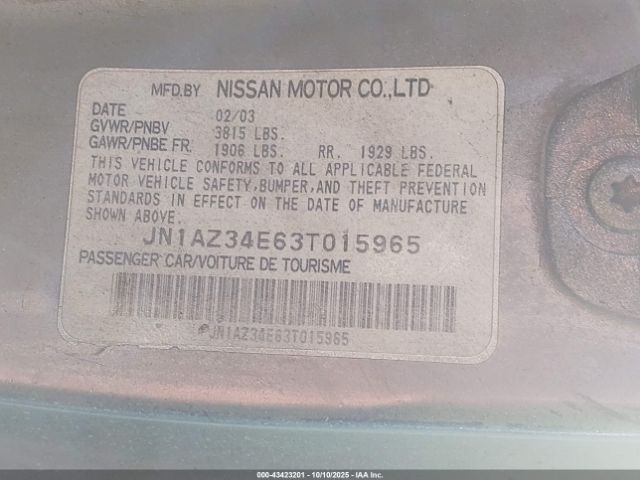 MFD.BY NISSAN MOTOR CO.,LTD
DATE 02/03
GVWR/PNBV 3815 LBS.
GAWR/PNBE FR. 1906 LBS. RR. 1929 LBS.
THIS VEHICLE CONFORMS TO ALL APPLICABLE FEDERAL
MOTOR VEHICLE SAFETY,BUMPER,AND THEFT PREVENTION
STANDARDS IN EFFECT ON THE DATE OF MANUFACTURE
SHOWN ABOVE.
JN1AZ34E63T015965
PASSENGER CAR/VOITURE DE TOURISME
JN1AZ34E63T015965
000-43423201 - 10/10/2025 - www.iaai.com